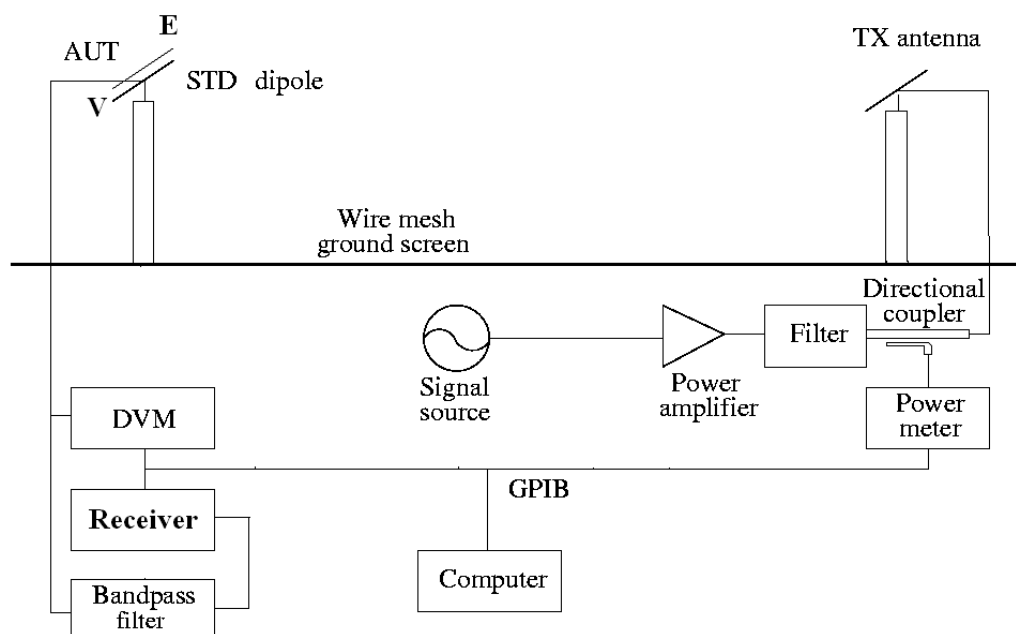 E
AUT
STD dipole
V
TX antenna
Wire mesh
ground screen
Directional
coupler
Filter
Signal
source
Power
amplifier
Power
meter
DVM
GPIB
Receiver
Computer
Bandpass
filter